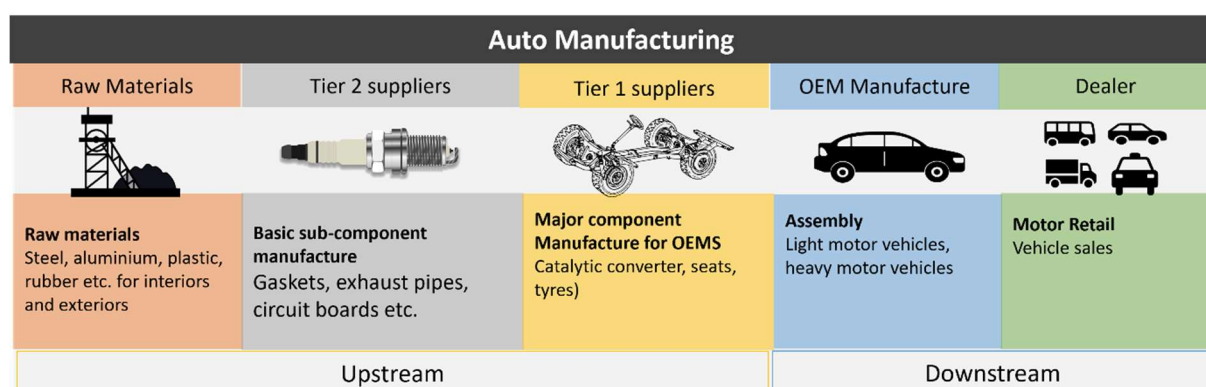 Auto Manufacturing
Raw Materials
Tier 2 suppliers
Tier 1 suppliers
OEM Manufacture
Dealer
Raw materials
Steel, aluminium, plastic,
rubber etc. for interiors
and exteriors
Basic sub-component
manufacture
Gaskets, exhaust pipes,
circuit boards etc.
Major component
Manufacture for OEMS
Catalytic converter, seats,
tyres)
Assembly
Light motor vehicles,
heavy motor vehicles
Motor Retail
Vehicle sales
Upstream
Downstream